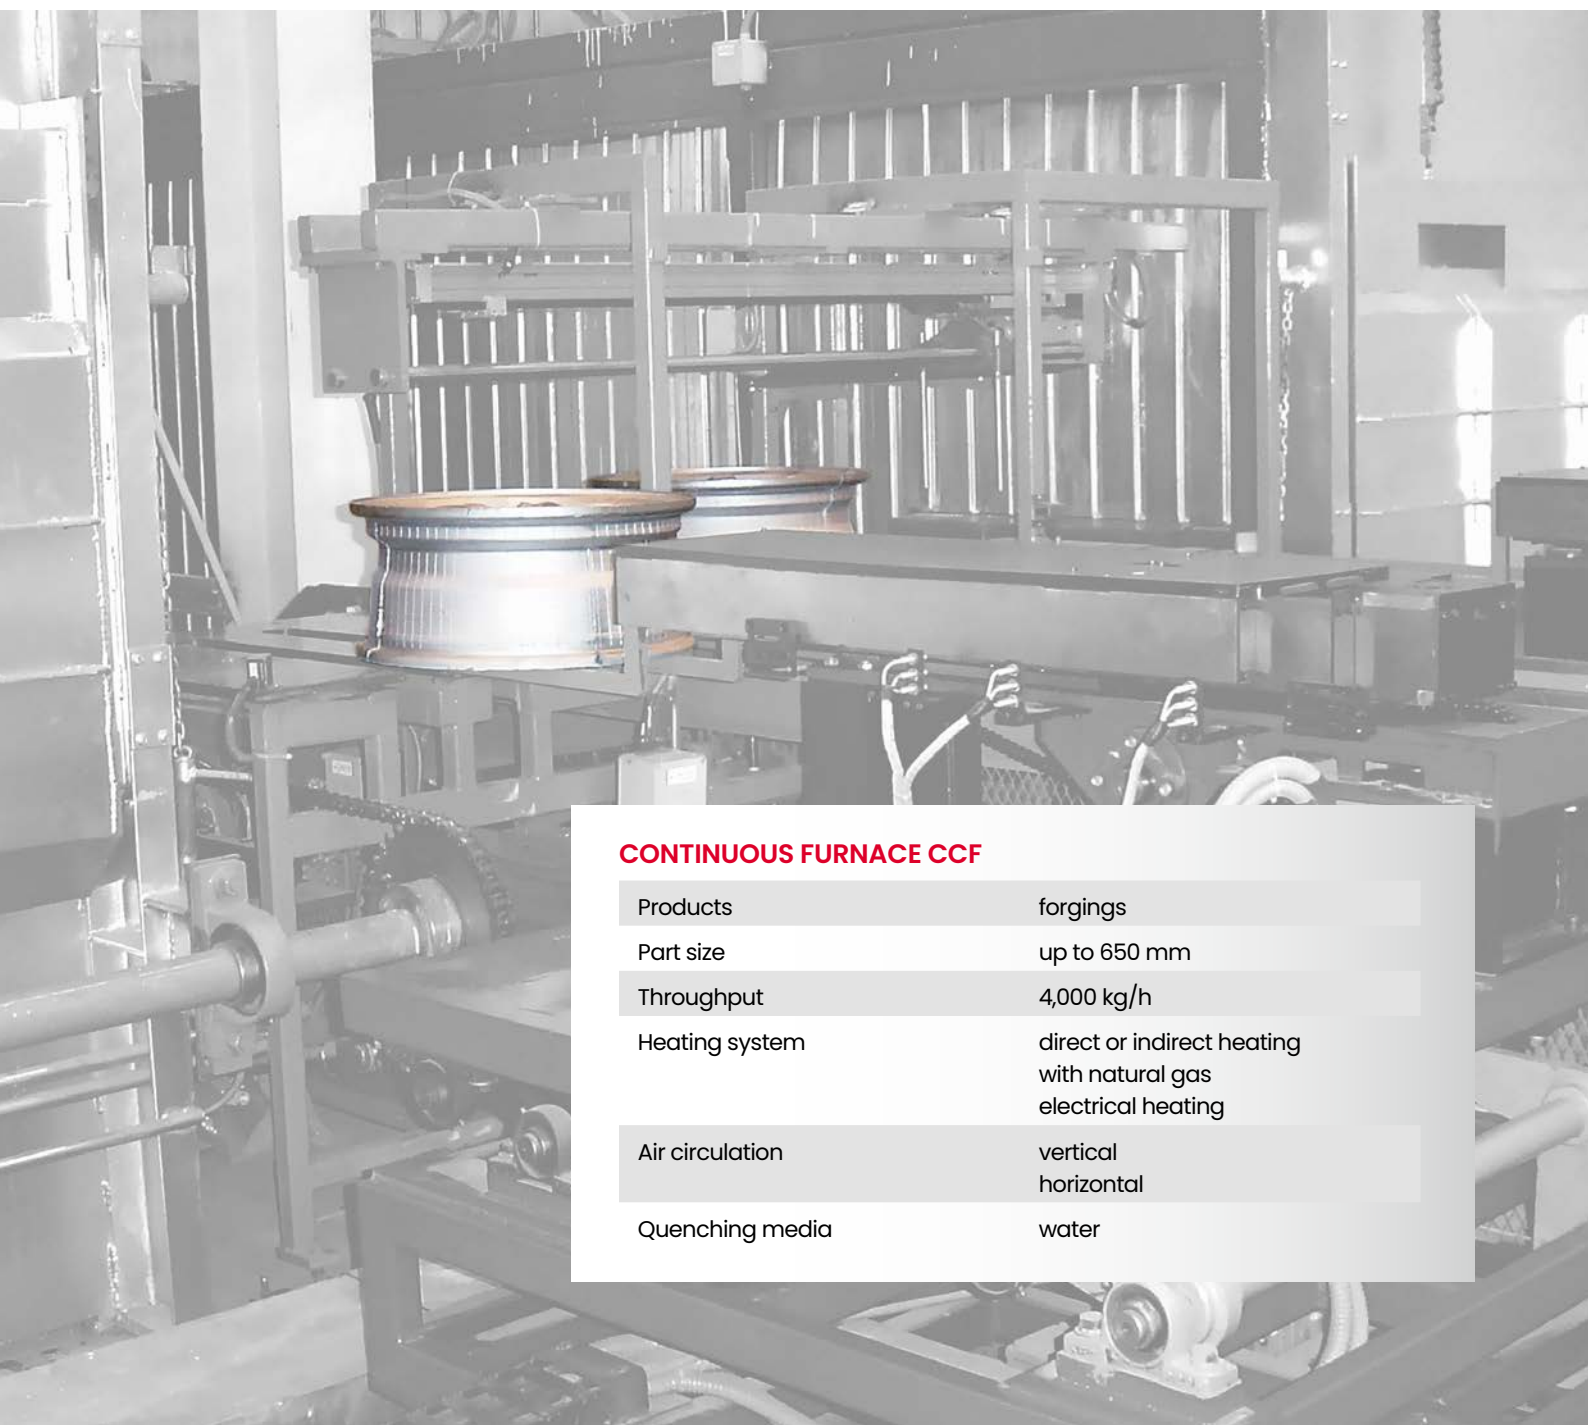 CONTINUOUS FURNACE CCF
Products forgings
Part size up to 650 mm
Throughput 4,000 kg/h
Heating system direct or indirect heating
with natural gas
electrical heating
Air circulation vertical
horizontal
Quenching media water